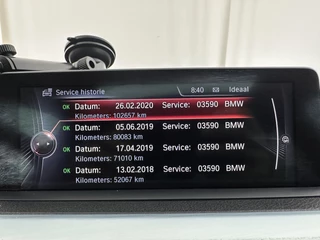 Service historie 8:40 Ideaal
OK Datum: 26.02.2020 Service: 03590 BMW
Kilometers: 102657 km
OK Datum: 05.06.2019 Service: 03590 BMW
Kilometers: 80083 km
OK Datum: 17.04.2019 Service: 03590 BMW
Kilometers: 71010 km
OK Datum: 13.02.2018 Service: 03590 BMW
Kilometers: 52067 km